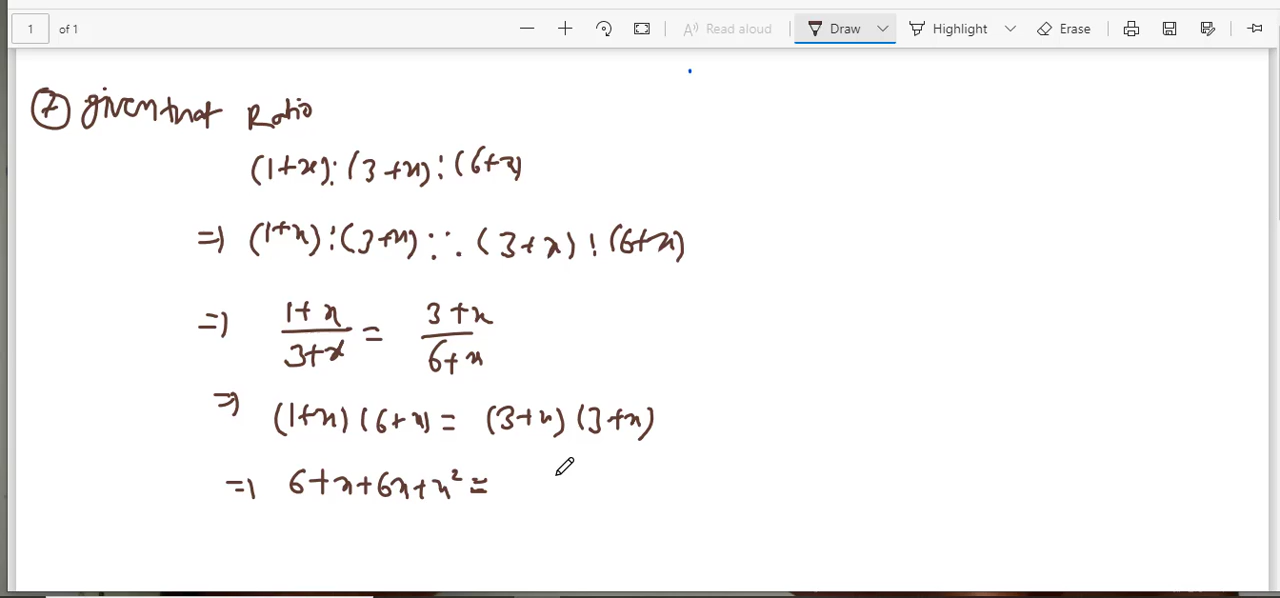 1 of 1 Read aloud Draw Highlight Erase
7 given that Ratio
(1+x):(3+x):(6+x)
⇒ (1+x):(3+x)::(3+x):(6+x)
⇒ 1+x/3+x = 3+x/6+x
⇒ (1+x)(6+x) = (3+x)(3+x)
⇒ 6+x+6x+x² =